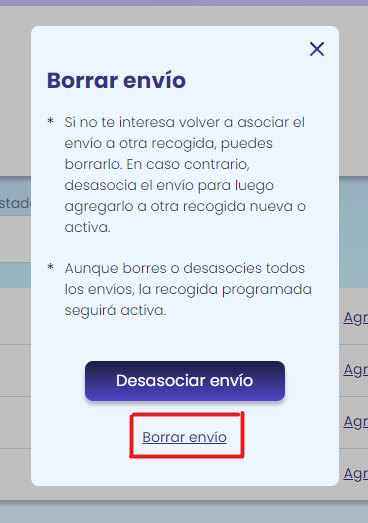 Borrar envío
* Si no te interesa volver a asociar el
envío a otra recogida, puedes
borrarlo. En caso contrario,
desasocia el envío para luego
agregarlo a otra recogida nueva o
activa.
* Aunque borres o desasocies todos
los envíos, la recogida programada
seguirá activa.
Desasociar envío
Borrar envío
stado
Agr
Agr
Agr
Agr